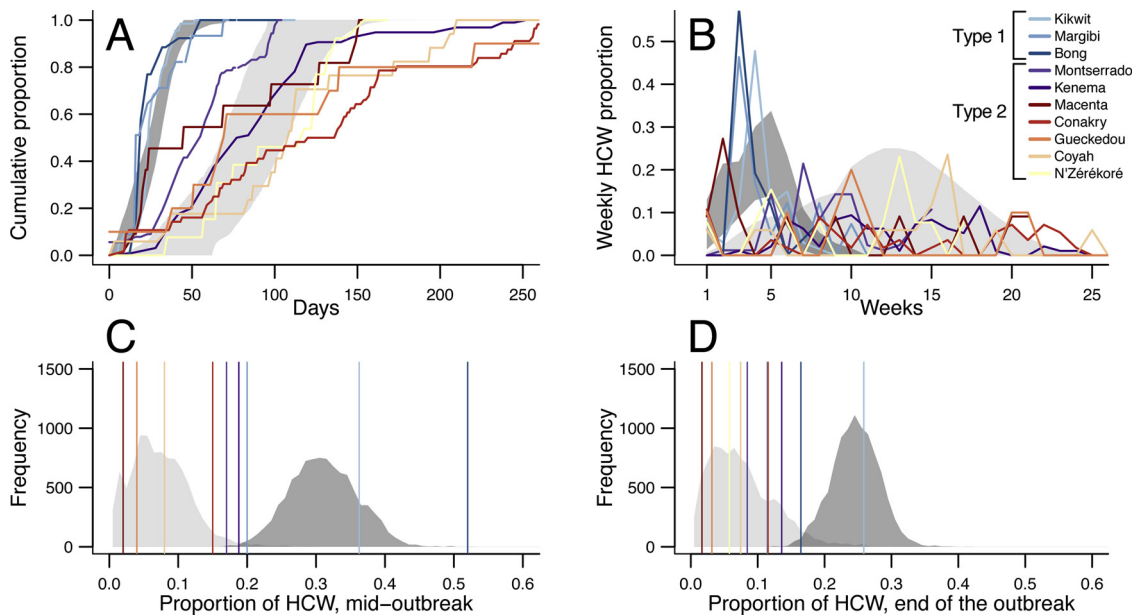 A
Cumulative proportion
1.0
0.8
0.6
0.4
0.2
0.0
0 50 100 150 200 250
Days
B
Weekly HCW proportion
0.5
0.4
0.3
0.2
0.1
0.0
1 5 10 15 20 25
Weeks
Type 1
Kikwit
Margibi
Bong
Type 2
Montserrado
Kenema
Macenta
Conakry
Gueckedou
Coyah
N'Zérékoré
C
Frequency
1500
1000
500
0
0.0 0.1 0.2 0.3 0.4 0.5 0.6
Proportion of HCW, mid−outbreak
D
Frequency
1500
1000
500
0
0.0 0.1 0.2 0.3 0.4 0.5 0.6
Proportion of HCW, end of the outbreak